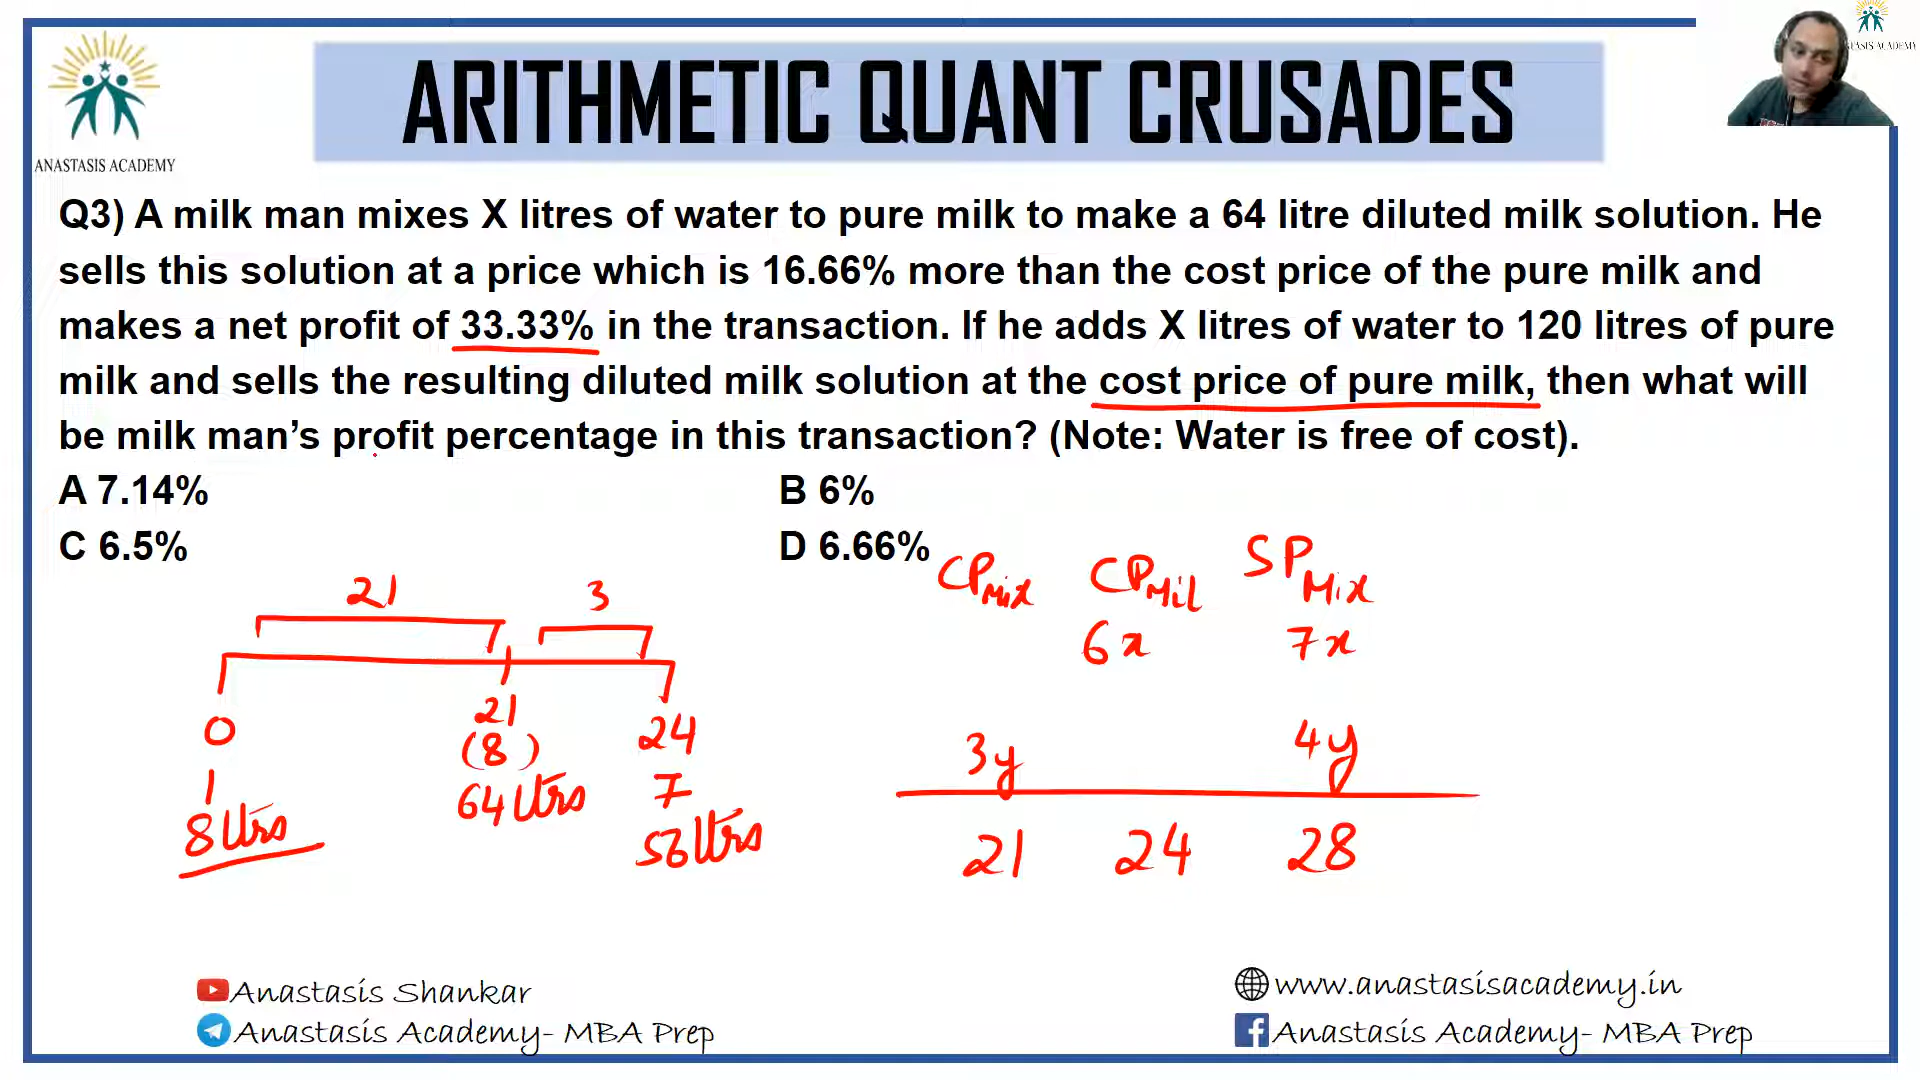 ARITHMETIC QUANT CRUSADES
ANASTASIS ACADEMY
Q3) A milk man mixes X litres of water to pure milk to make a 64 litre diluted milk solution. He
sells this solution at a price which is 16.66% more than the cost price of the pure milk and
makes a net profit of 33.33% in the transaction. If he adds X litres of water to 120 litres of pure
milk and sells the resulting diluted milk solution at the cost price of pure milk, then what will
be milk man’s profit percentage in this transaction? (Note: Water is free of cost).
A 7.14%
B 6%
C 6.5%
D 6.66%
CPMix CPMil SPMix
6x 7x
3y 4y
21 24 28
21 3
0 21 24
1 (8) 7
8 ltrs 64 ltrs 56 ltrs
Anastasis Shankar
Anastasis Academy- MBA Prep
www.anastasisacademy.in
Anastasis Academy- MBA Prep